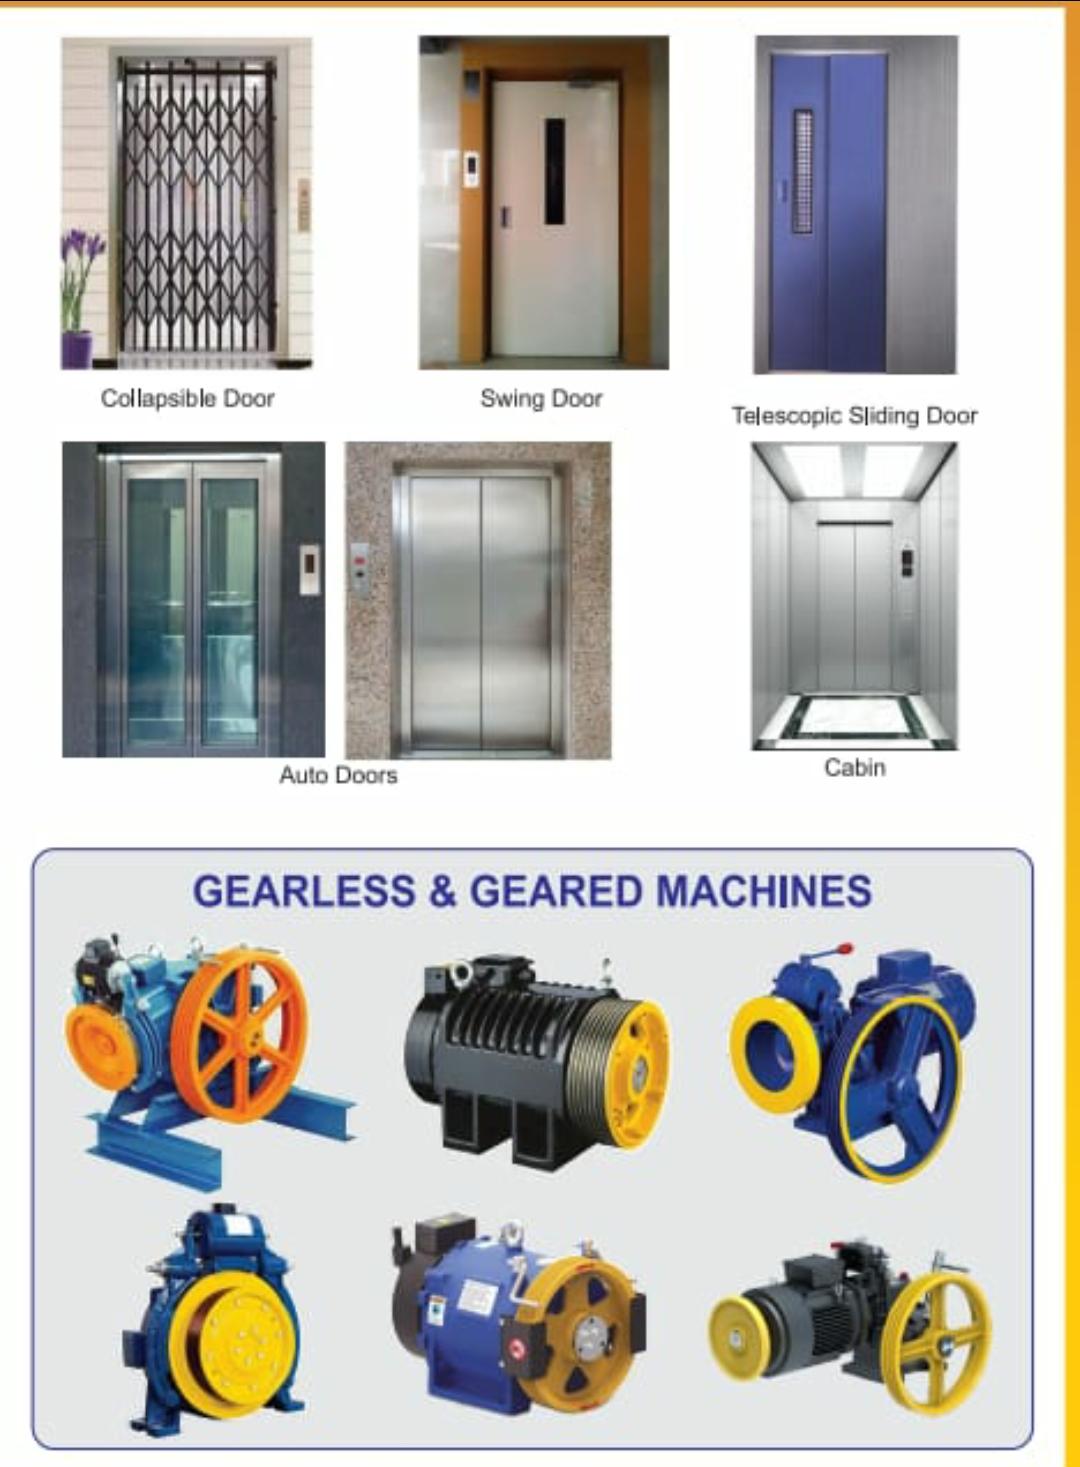 Collapsible Door
Swing Door
Telescopic Sliding Door
Auto Doors
Cabin
GEARLESS & GEARED MACHINES